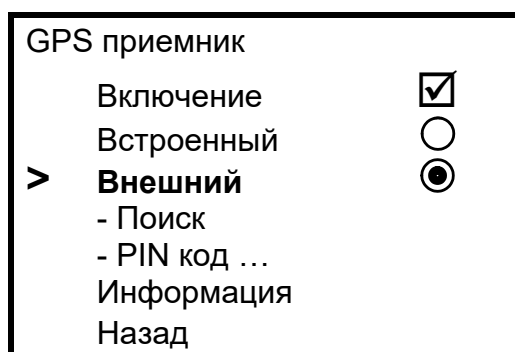 GPS приемник
Включение
Встроенный
> Внешний
- Поиск
- PIN код ...
Информация
Назад